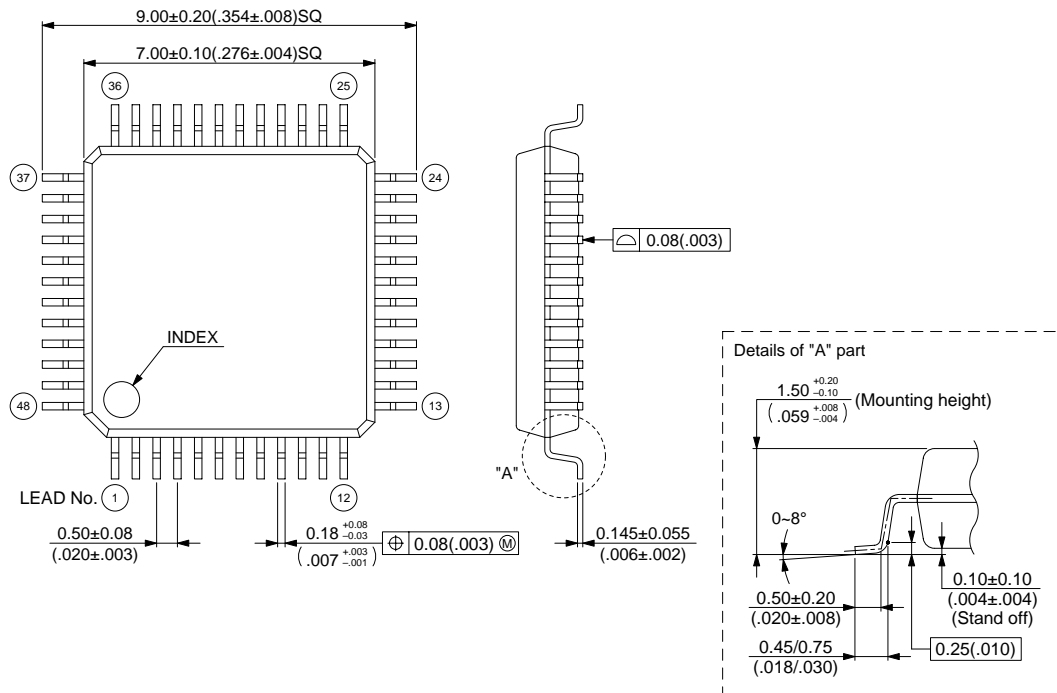 9.00±0.20(.354±.008)SQ
7.00±0.10(.276±.004)SQ
36
25
37
24
0.08(.003)
INDEX
48
13
LEAD No.
1
12
"A"
0.50±0.08
(.020±.003)
0.18 +0.08 –0.03
(.007 +.003 –.001)
⌖ 0.08(.003) Ⓜ
0.145±0.055
(.006±.002)
Details of "A" part
1.50 +0.20 –0.10
(.059 +.008 –.004)
(Mounting height)
0~8°
0.50±0.20
(.020±.008)
0.45/0.75
(.018/.030)
0.10±0.10
(.004±.004)
(Stand off)
0.25(.010)